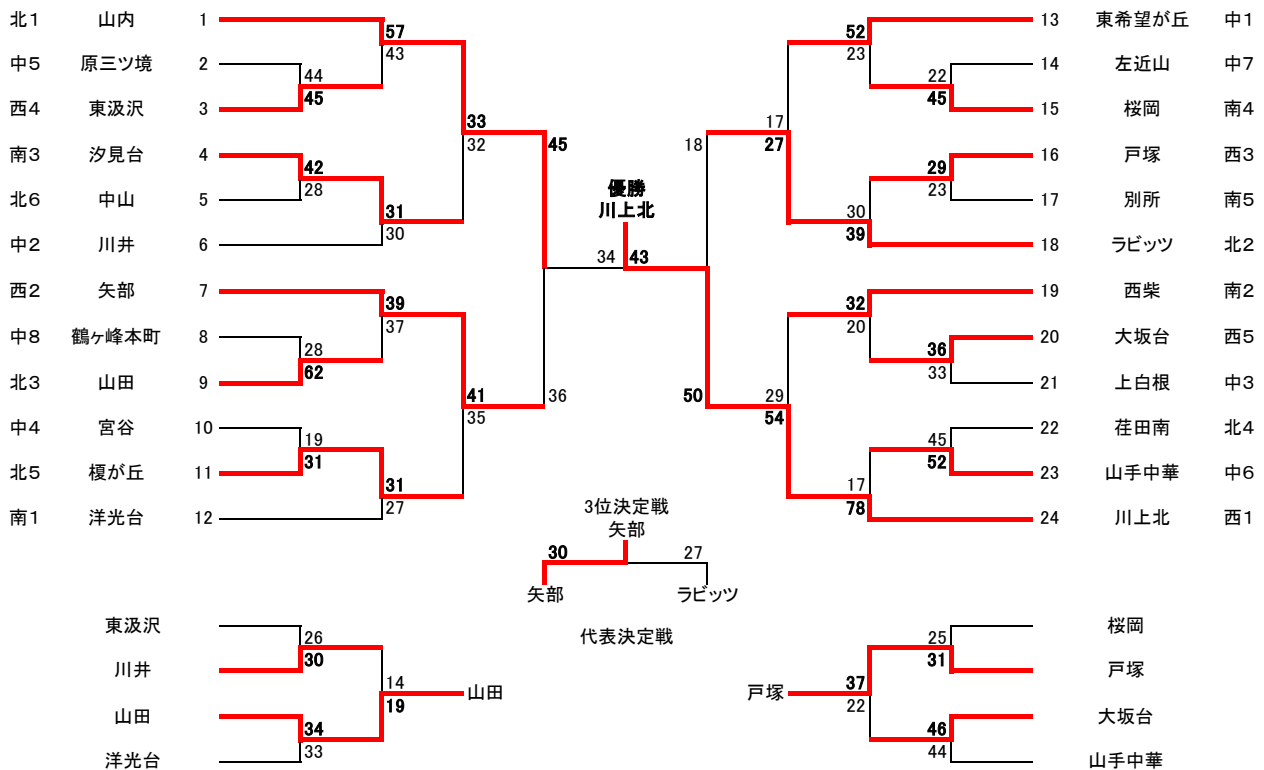 北1 山内 1 57 52 13 東希望が丘 中1
43 23
中5 原三ツ境 2 14 左近山 中7
44 22
45 45
西4 東汲沢 3 15 桜岡 南4
33 17
32 45 18 27
南3 汐見台 4 16 戸塚 西3
42 29
28 23
北6 中山 5 17 別所 南5
優勝
川上北
31 30
30 39
中2 川井 6 18 ラビッツ 北2
34 43
西2 矢部 7 19 西柴 南2
39 32
37 20
中8 鶴ヶ峰本町 8 20 大坂台 西5
28 36
62 33
北3 山田 9 21 上白根 中3
41 36 50 29
35 54
中4 宮谷 10 22 荏田南 北4
19 45
31 52
北5 榎が丘 11 23 山手中華 中6
31 17
27 78
南1 洋光台 12 24 川上北 西1
3位決定戦
矢部
30 27
矢部 ラビッツ
東汲沢 桜岡
代表決定戦
26 25
30 31
川井 戸塚
14 37
山田 戸塚
19 22
山田 大坂台
34 46
33 44
洋光台 山手中華